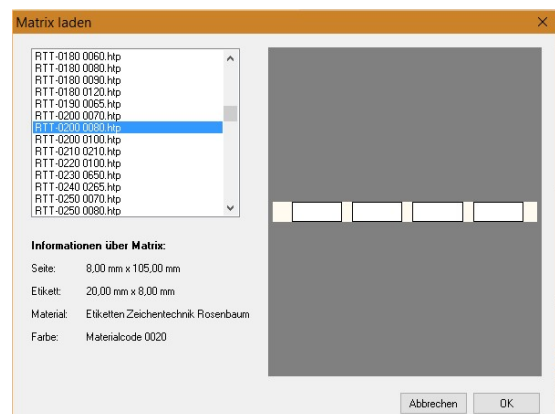 Matrix laden
RTT-0180 0060.htp
RTT-0180 0080.htp
RTT-0180 0090.htp
RTT-0180 0120.htp
RTT-0190 0065.htp
RTT-0200 0070.htp
RTT-0200 0080.htp
RTT-0200 0100.htp
RTT-0210 0210.htp
RTT-0220 0100.htp
RTT-0230 0650.htp
RTT-0240 0265.htp
RTT-0250 0070.htp
RTT-0250 0080.htp
Informationen über Matrix:
Seite: 8,00 mm x 105,00 mm
Etikett: 20,00 mm x 8,00 mm
Material: Etiketten Zeichentechnik Rosenbaum
Farbe: Materialcode 0020
Abbrechen OK